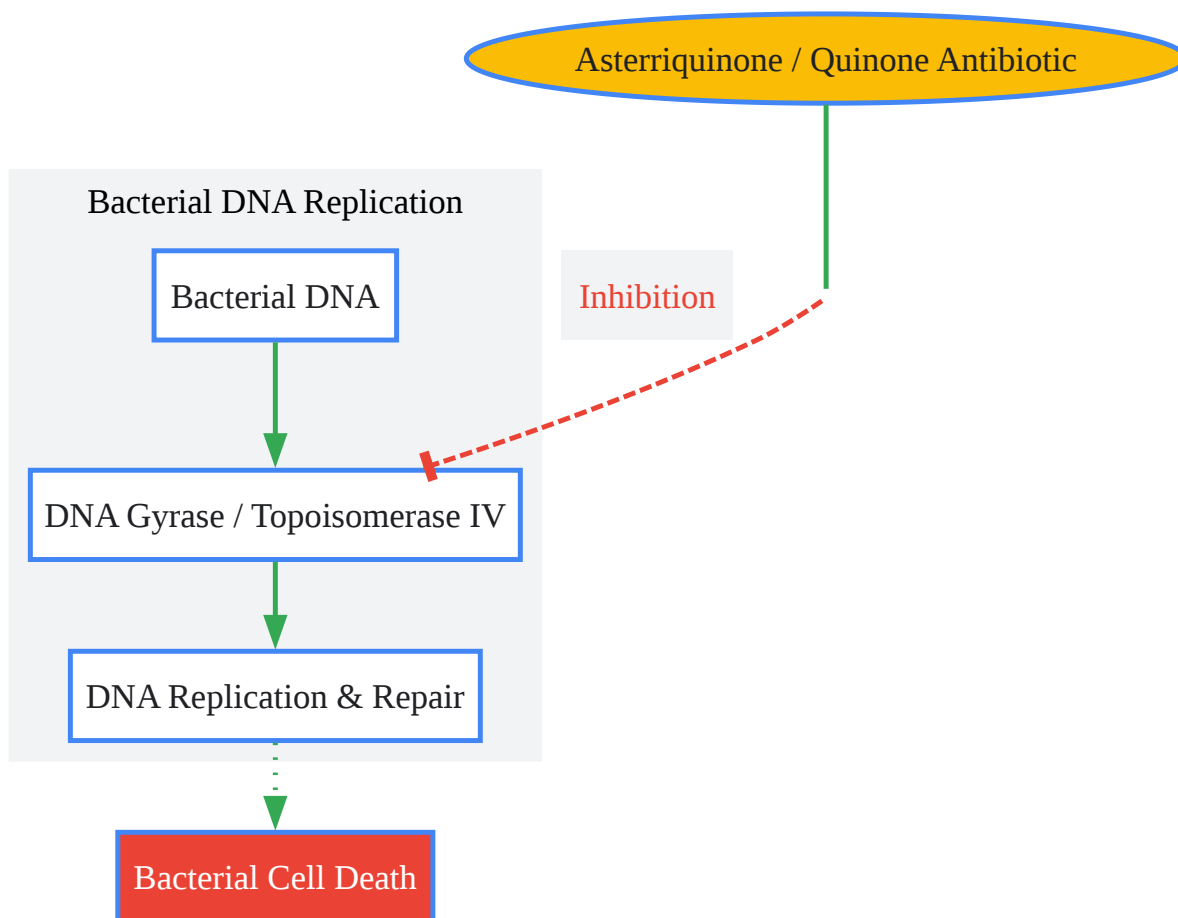 Asterriquinone / Quinone Antibiotic
Bacterial DNA Replication
Bacterial DNA
Inhibition
DNA Gyrase / Topoisomerase IV
DNA Replication & Repair
Bacterial Cell Death